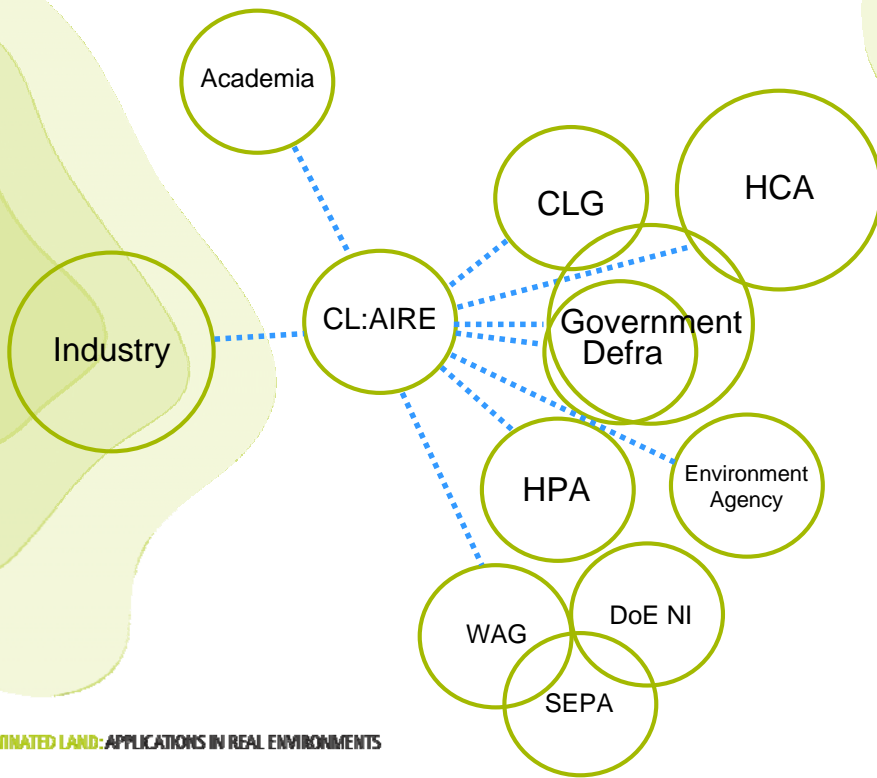 Academia
CLG
HCA
CL:AIRE
Industry
Government
Defra
HPA
Environment
Agency
WAG
DoE NI
SEPA
LAND: APPLICATIONS IN REAL ENVIRONMENTS